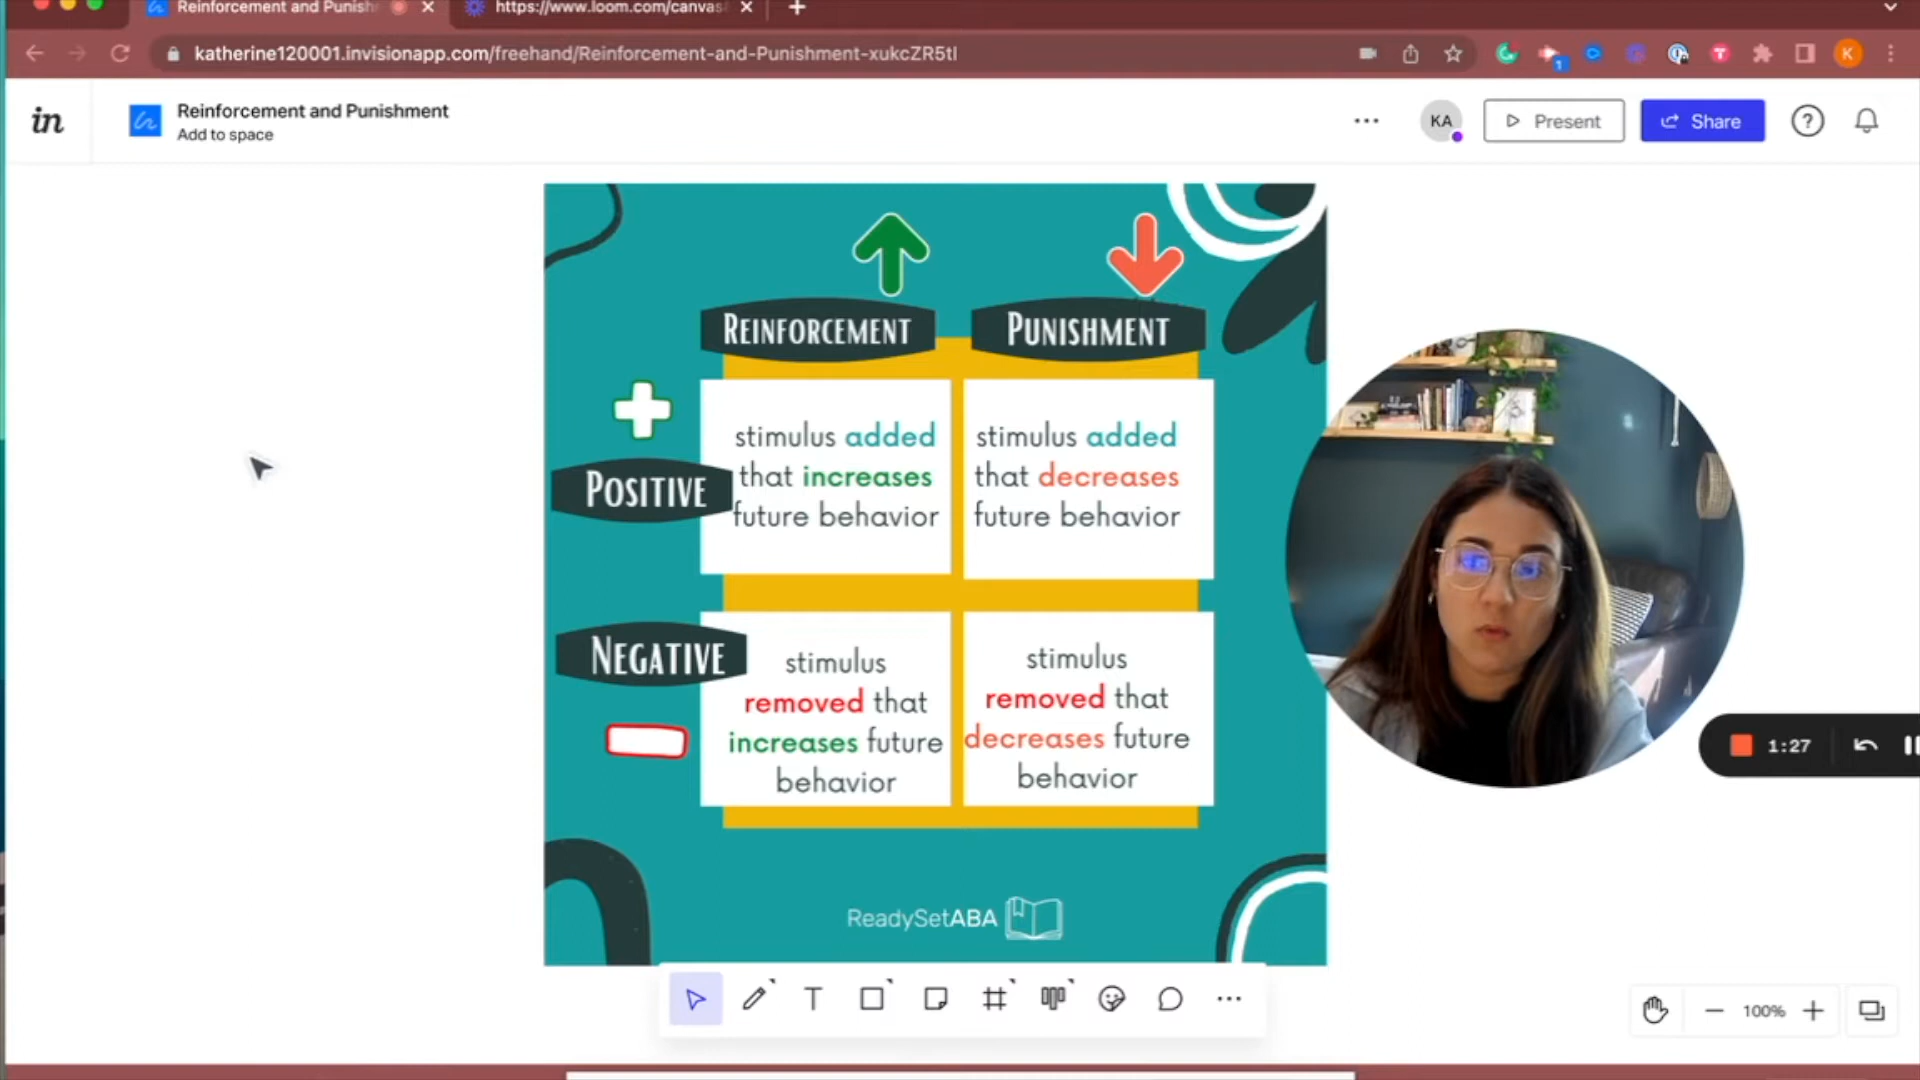 Reinforcement and Punish
https://www.loom.com/canvas
katherine120001.invisionapp.com/freehand/Reinforcement-and-Punishment-xukcZR5tI
K
1
in
Reinforcement and Punishment
Add to space
KA
Present
Share
?
REINFORCEMENT
PUNISHMENT
POSITIVE
stimulus added
that increases
future behavior
stimulus added
that decreases
future behavior
NEGATIVE
stimulus
removed that
increases future
behavior
stimulus
removed that
decreases future
behavior
1:27
ReadySetABA
T
100%